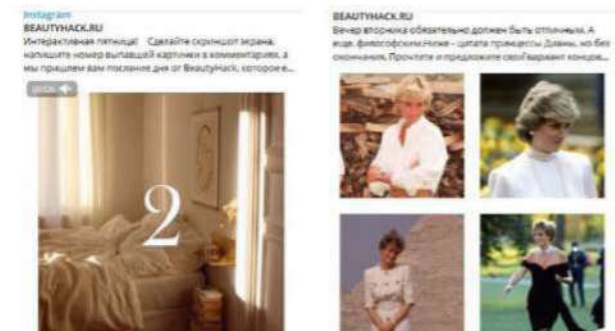 Instagram
BEAUTYHACK.RU
Интерактивная пятница! Сделайте скриншот экрана,
напишите номер выпавшей картинки в комментариях, а
мы пришлем вам послание дня от BeautyHack, которое е...
00:06
2
BEAUTYHACK.RU
Вечер вторника обязательно должен быть отличным. А
еще, философским. Ниже - цитата принцессы Дианы, но без
окончания. Прочтите и предложите свой вариант концов...